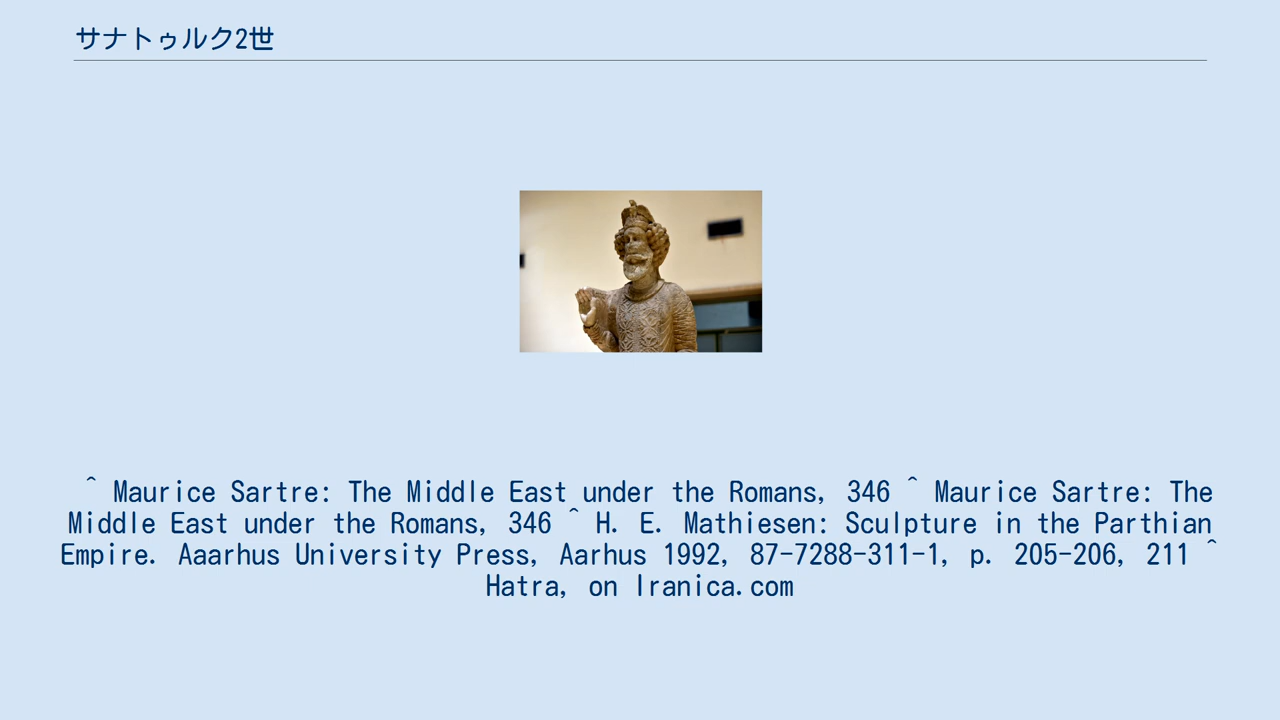 サナトゥルク2世
^ Maurice Sartre: The Middle East under the Romans, 346 ^ Maurice Sartre: The
Middle East under the Romans, 346 ^ H. E. Mathiesen: Sculpture in the Parthian
Empire. Aaarhus University Press, Aarhus 1992, 87-7288-311-1, p. 205-206, 211 ^
Hatra, on Iranica.com